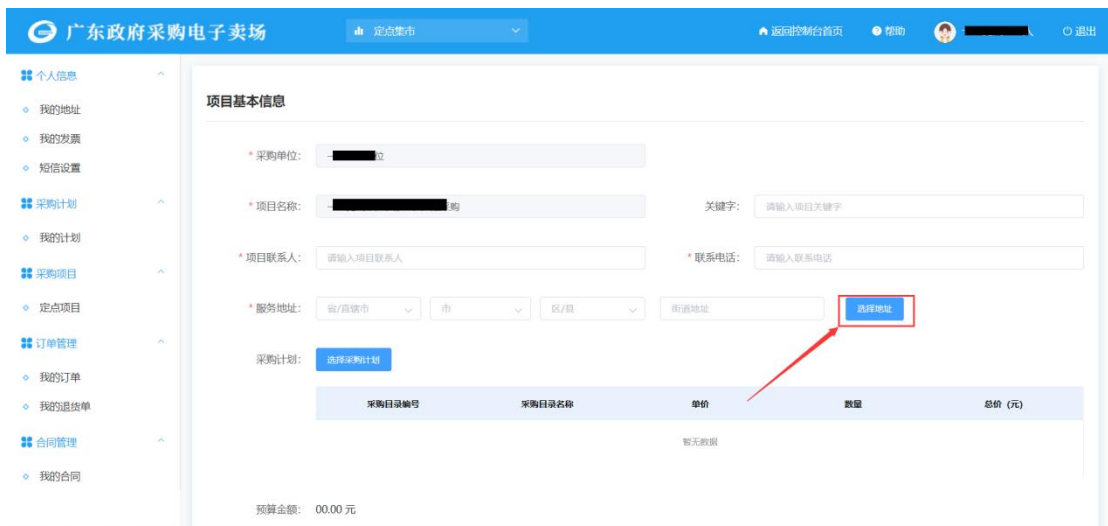 广东政府采购电子卖场 定点集市 返回控制台首页 帮助 人 退出
个人信息
我的地址
我的发票
短信设置
采购计划
我的计划
采购项目
定点项目
订单管理
我的订单
我的退货单
合同管理
我的合同
项目基本信息
* 采购单位: 位
* 项目名称: 采购 关键字: 请输入项目关键字
* 项目联系人: 请输入项目联系人 * 联系电话: 请输入联系电话
* 服务地址: 省/直辖市 市 区/县 街道地址 选择地址
采购计划: 选择采购计划
采购目录编号 采购目录名称 单价 数量 总价 (元)
暂无数据
预算金额: 00.00 元